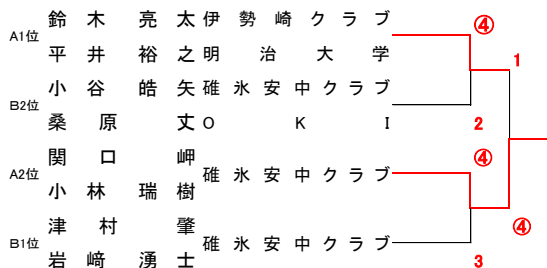 鈴木亮太 伊勢崎クラブ ④
A1位
平井裕之 明治大学 1
小谷皓矢 碓氷安中クラブ
B2位
桑原丈 OKI 2
関口岬 ④
A2位 碓氷安中クラブ
小林瑞樹
津村肇 ④
B1位 碓氷安中クラブ
岩﨑湧士 3